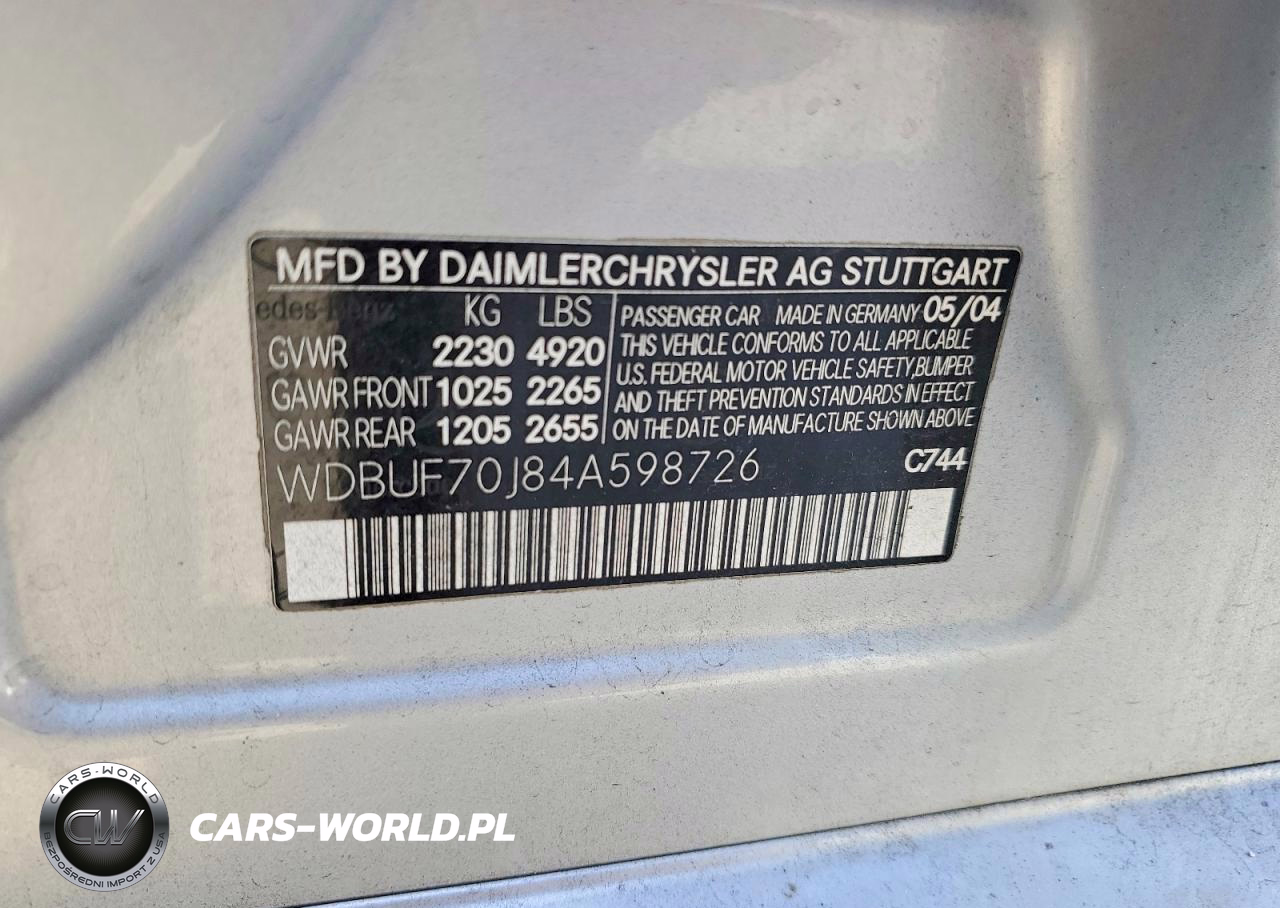 MFD BY DAIMLERCHRYSLER AG STUTTGART
edes-Benz
KG LBS
GVWR 2230 4920
GAWR FRONT 1025 2265
GAWR REAR 1205 2655
PASSENGER CAR MADE IN GERMANY 05/04
THIS VEHICLE CONFORMS TO ALL APPLICABLE
U.S. FEDERAL MOTOR VEHICLE SAFETY,BUMPER
AND THEFT PREVENTION STANDARDS IN EFFECT
ON THE DATE OF MANUFACTURE SHOWN ABOVE
WDBUF70J84A598726
C744
CARS-WORLD
CW
BEZPOŚREDNI IMPORT Z USA
CARS-WORLD.PL